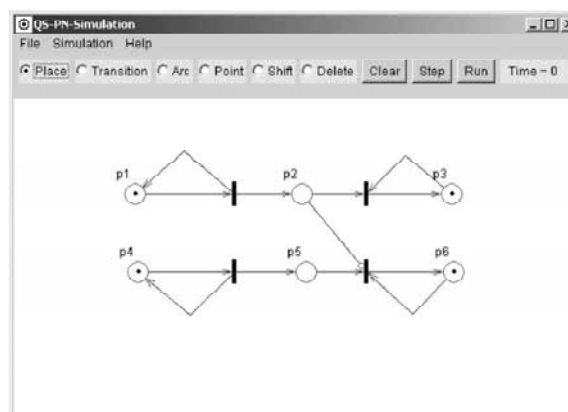 QS-PN-Simulation
File Simulation Help
Place Transition Arc Point Shift Delete Clear Step Run Time = 0
p1 p2 p3
p4 p5 p6